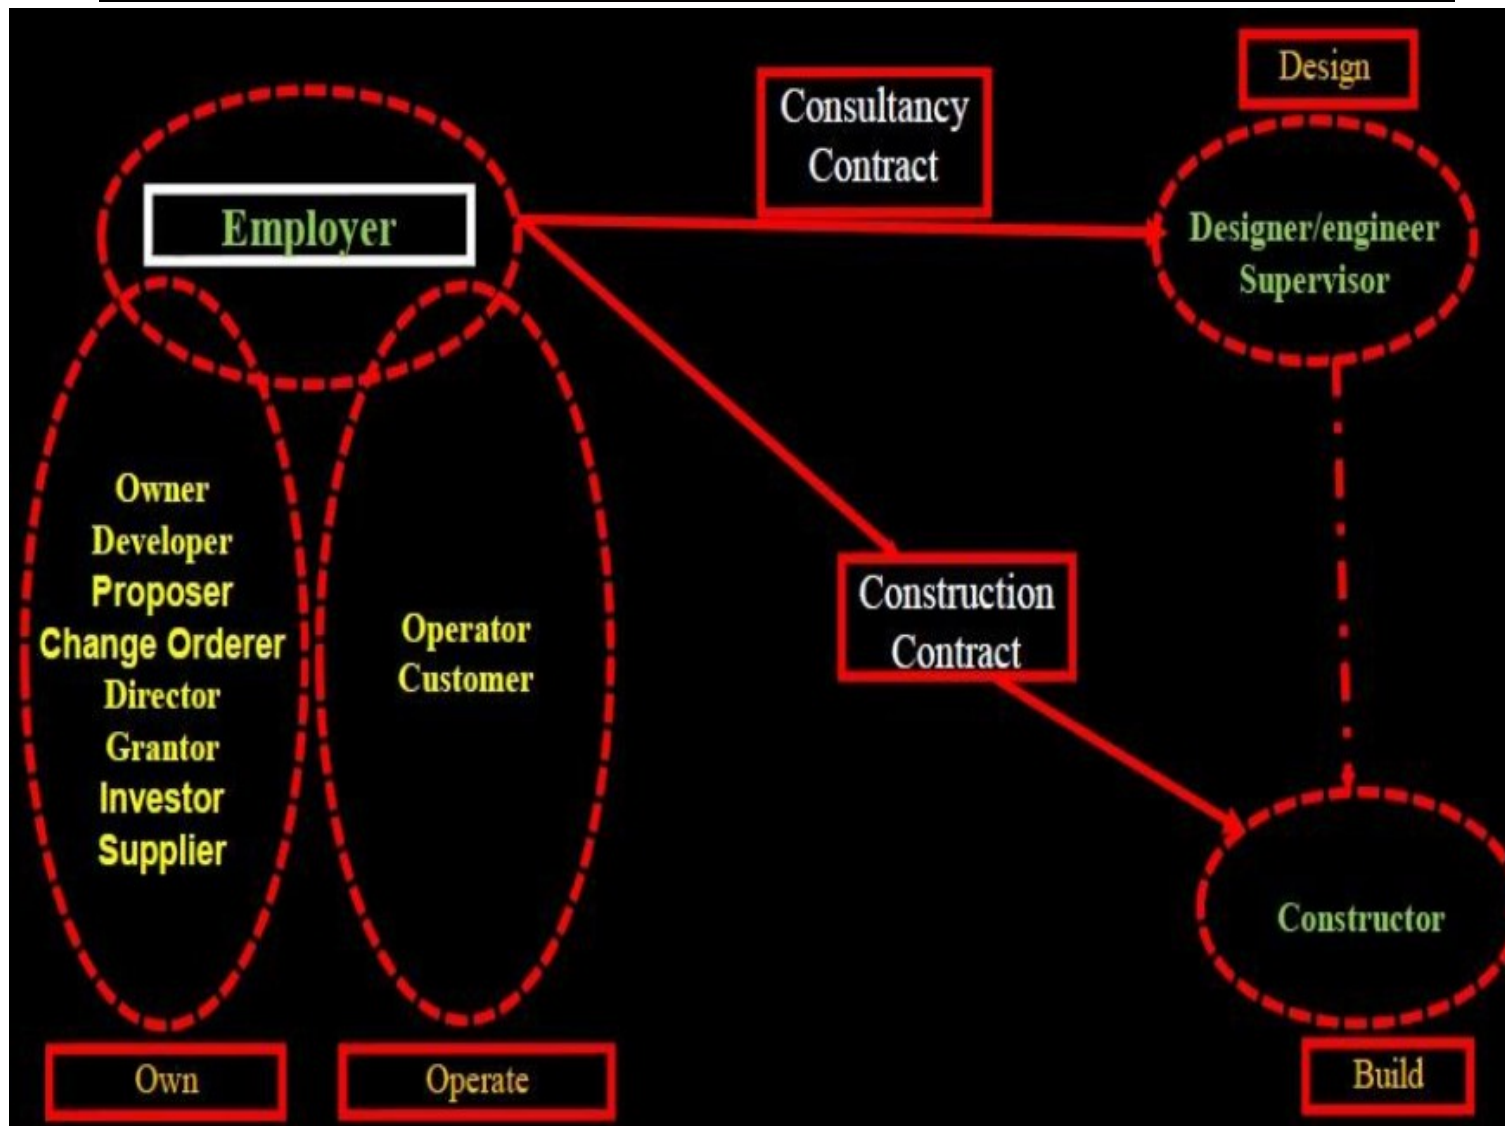 Design
Consultancy
Contract
Employer
Designer/engineer
Supervisor
Owner
Developer
Proposer
Change Orderer
Director
Grantor
Investor
Supplier
Operator
Customer
Construction
Contract
Constructor
Own
Operate
Build